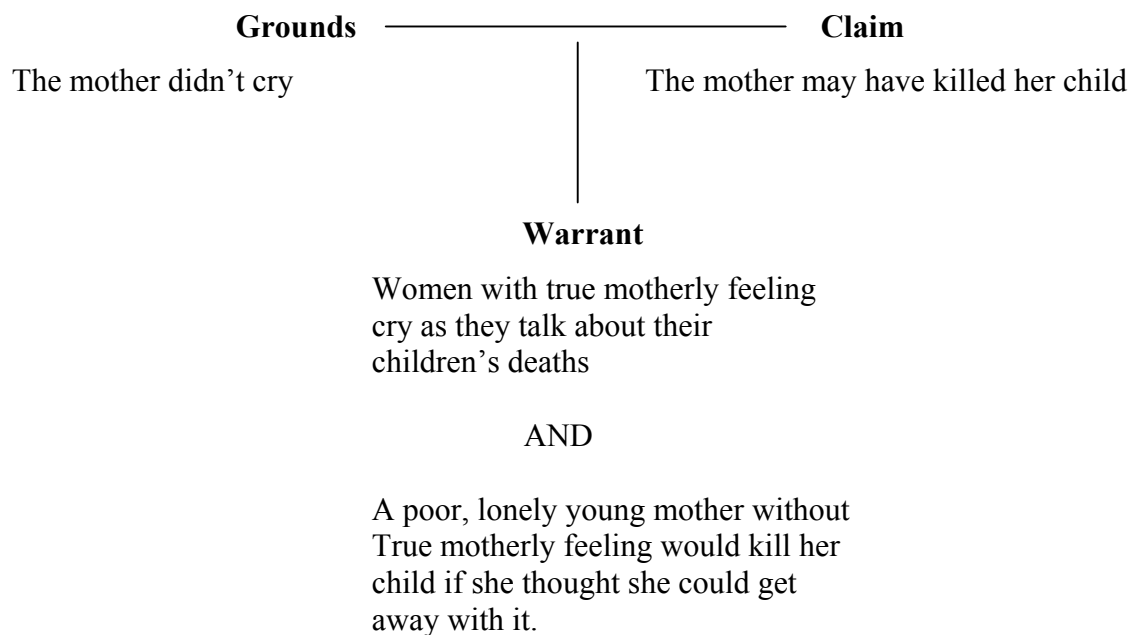 Grounds Claim
The mother didn’t cry The mother may have killed her child
Warrant
Women with true motherly feeling
cry as they talk about their
children’s deaths
AND
A poor, lonely young mother without
True motherly feeling would kill her
child if she thought she could get
away with it.